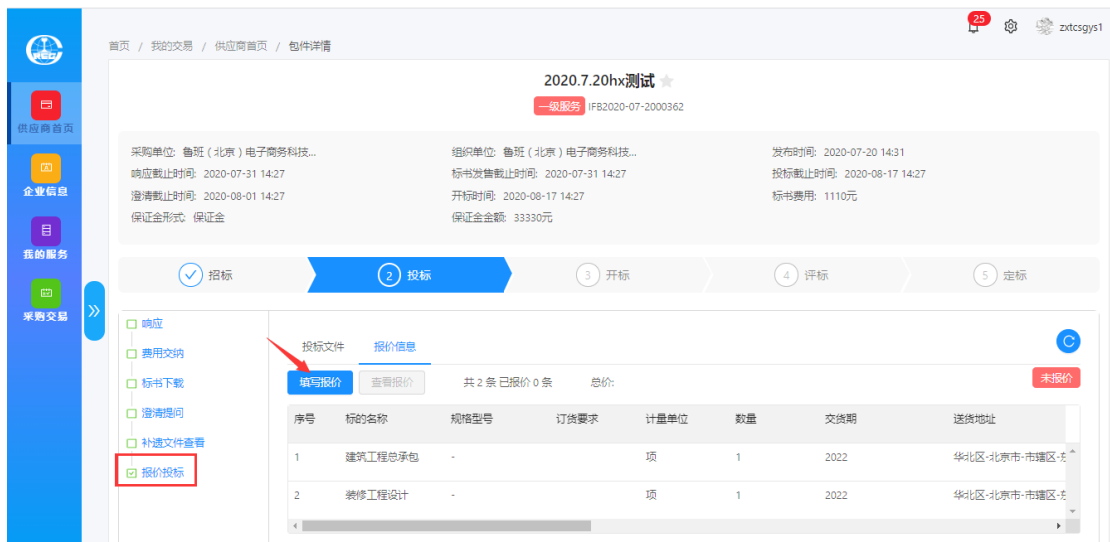 25
zxtcsgys1
首页 / 我的交易 / 供应商首页 / 包件详情
供应商首页
企业信息
我的服务
采购交易
2020.7.20hx测试
一级服务 IFB2020-07-2000362
采购单位: 鲁班（北京）电子商务科技... 组织单位: 鲁班（北京）电子商务科技... 发布时间: 2020-07-20 14:31
响应截止时间: 2020-07-31 14:27 标书发售截止时间: 2020-07-31 14:27 投标截止时间: 2020-08-17 14:27
澄清截止时间: 2020-08-01 14:27 开标时间: 2020-08-17 14:27 标书费用: 1110元
保证金形式: 保证金 保证金金额: 33330元
招标 2 投标 3 开标 4 评标 5 定标
响应
费用交纳
标书下载
澄清提问
补遗文件查看
报价投标
投标文件 报价信息
填写报价 查看报价 共 2 条 已报价 0 条 总价: 未报价
序号 标的名称 规格型号 订货要求 计量单位 数量 交货期 送货地址
1 建筑工程总承包 - 项 1 2022 华北区-北京市-市辖区-东
2 装修工程设计 - 项 1 2022 华北区-北京市-市辖区-东